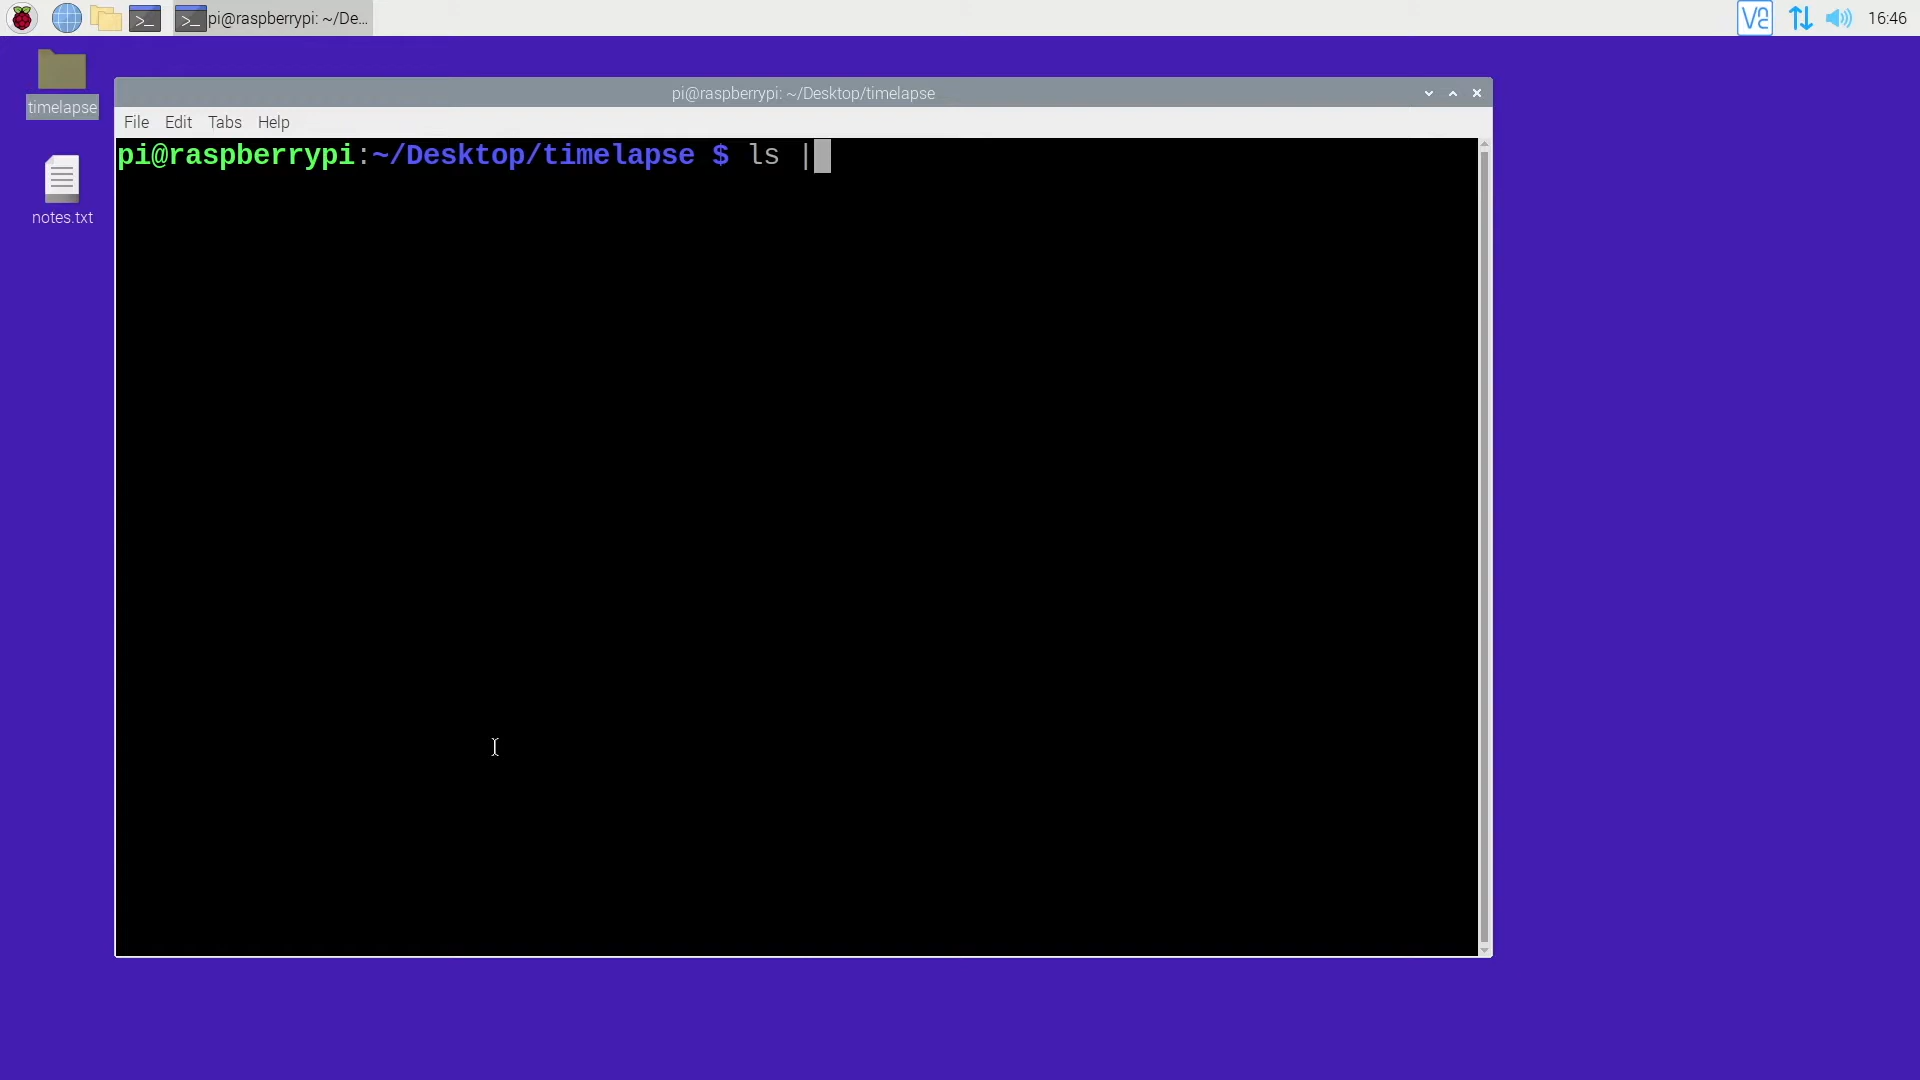 pi@raspberrypi: ~/De...
16:46
timelapse
notes.txt
pi@raspberrypi: ~/Desktop/timelapse
File Edit Tabs Help
pi@raspberrypi:~/Desktop/timelapse $ ls |